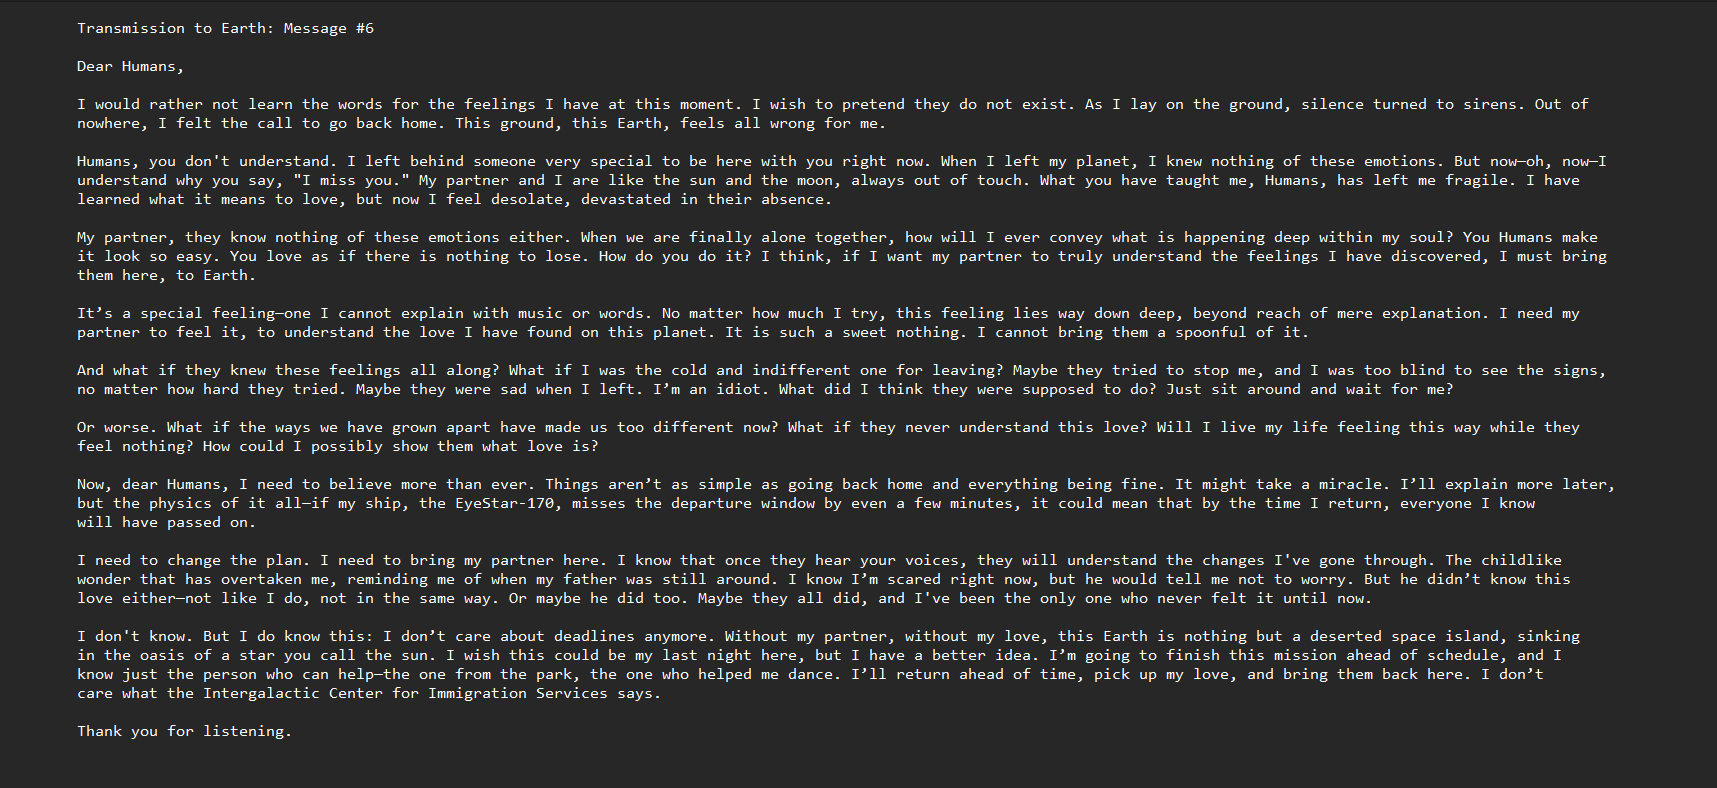 Transmission to Earth: Message #6
Dear Humans,
I would rather not learn the words for the feelings I have at this moment. I wish to pretend they do not exist. As I lay on the ground, silence turned to sirens. Out of
nowhere, I felt the call to go back home. This ground, this Earth, feels all wrong for me.
Humans, you don't understand. I left behind someone very special to be here with you right now. When I left my planet, I knew nothing of these emotions. But now—oh, now—I
understand why you say, "I miss you." My partner and I are like the sun and the moon, always out of touch. What you have taught me, Humans, has left me fragile. I have
learned what it means to love, but now I feel desolate, devastated in their absence.
My partner, they know nothing of these emotions either. When we are finally alone together, how will I ever convey what is happening deep within my soul? You Humans make
it look so easy. You love as if there is nothing to lose. How do you do it? I think, if I want my partner to truly understand the feelings I have discovered, I must bring
them here, to Earth.
It’s a special feeling—one I cannot explain with music or words. No matter how much I try, this feeling lies way down deep, beyond reach of mere explanation. I need my
partner to feel it, to understand the love I have found on this planet. It is such a sweet nothing. I cannot bring them a spoonful of it.
And what if they knew these feelings all along? What if I was the cold and indifferent one for leaving? Maybe they tried to stop me, and I was too blind to see the signs,
no matter how hard they tried. Maybe they were sad when I left. I’m an idiot. What did I think they were supposed to do? Just sit around and wait for me?
Or worse. What if the ways we have grown apart have made us too different now? What if they never understand this love? Will I live my life feeling this way while they
feel nothing? How could I possibly show them what love is?
Now, dear Humans, I need to believe more than ever. Things aren’t as simple as going back home and everything being fine. It might take a miracle. I’ll explain more later,
but the physics of it all—if my ship, the EyeStar-170, misses the departure window by even a few minutes, it could mean that by the time I return, everyone I know
will have passed on.
I need to change the plan. I need to bring my partner here. I know that once they hear your voices, they will understand the changes I've gone through. The childlike
wonder that has overtaken me, reminding me of when my father was still around. I know I’m scared right now, but he would tell me not to worry. But he didn’t know this
love either—not like I do, not in the same way. Or maybe he did too. Maybe they all did, and I've been the only one who never felt it until now.
I don't know. But I do know this: I don’t care about deadlines anymore. Without my partner, without my love, this Earth is nothing but a deserted space island, sinking
in the oasis of a star you call the sun. I wish this could be my last night here, but I have a better idea. I’m going to finish this mission ahead of schedule, and I
know just the person who can help—the one from the park, the one who helped me dance. I’ll return ahead of time, pick up my love, and bring them back here. I don’t
care what the Intergalactic Center for Immigration Services says.
Thank you for listening.